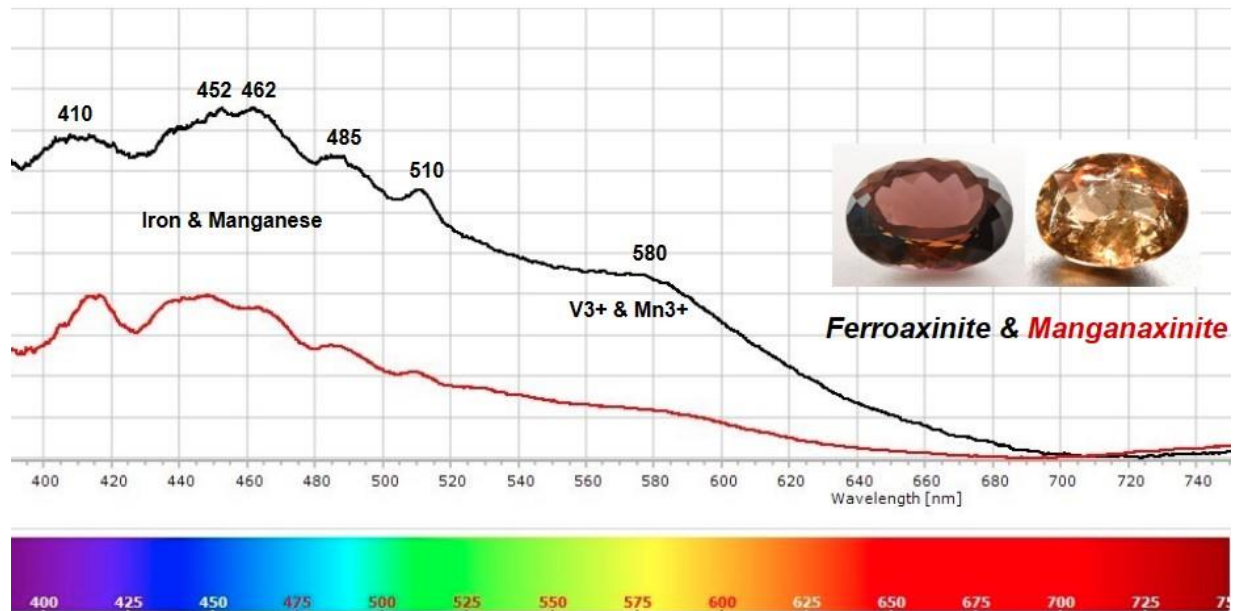 452 462
410
485
510
Iron & Manganese
580
V3+ & Mn3+
Ferroaxinite & Manganaxinite
400 420 440 460 480 500 520 540 560 580 600 620 640 660 680 700 720 740
Wavelength [nm]
400 425 450 475 500 525 550 575 600 625 650 675 700 725